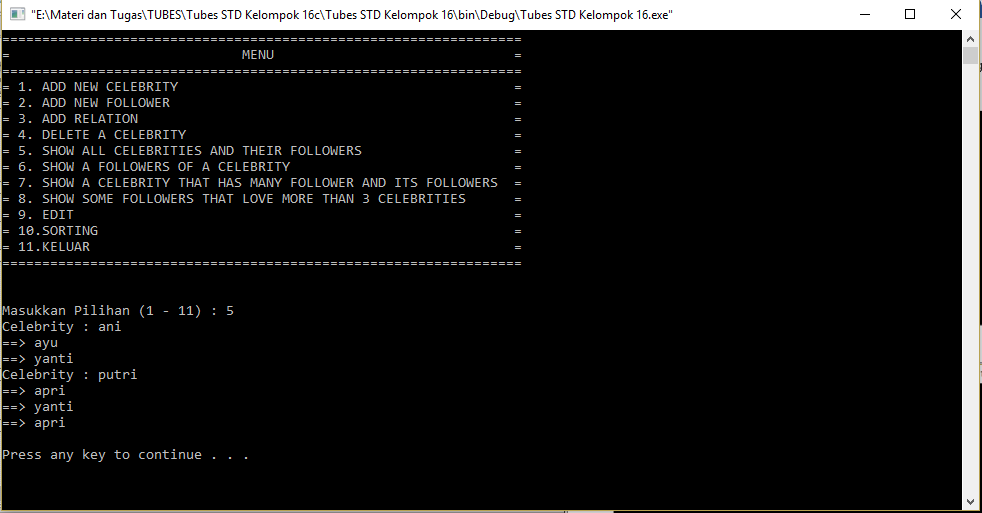 "E:\Materi dan Tugas\TUBES\Tubes STD Kelompok 16c\Tubes STD Kelompok 16\bin\Debug\Tubes STD Kelompok 16.exe"
=================================================================
=                             MENU                              =
=================================================================
= 1. ADD NEW CELEBRITY                                          =
= 2. ADD NEW FOLLOWER                                           =
= 3. ADD RELATION                                               =
= 4. DELETE A CELEBRITY                                         =
= 5. SHOW ALL CELEBRITIES AND THEIR FOLLOWERS                   =
= 6. SHOW A FOLLOWERS OF A CELEBRITY                            =
= 7. SHOW A CELEBRITY THAT HAS MANY FOLLOWER AND ITS FOLLOWERS  =
= 8. SHOW SOME FOLLOWERS THAT LOVE MORE THAN 3 CELEBRITIES      =
= 9. EDIT                                                       =
= 10.SORTING                                                    =
= 11.KELUAR                                                     =
=================================================================
Masukkan Pilihan (1 - 11) : 5
Celebrity : ani
==> ayu
==> yanti
Celebrity : putri
==> apri
==> yanti
==> apri
Press any key to continue . . .